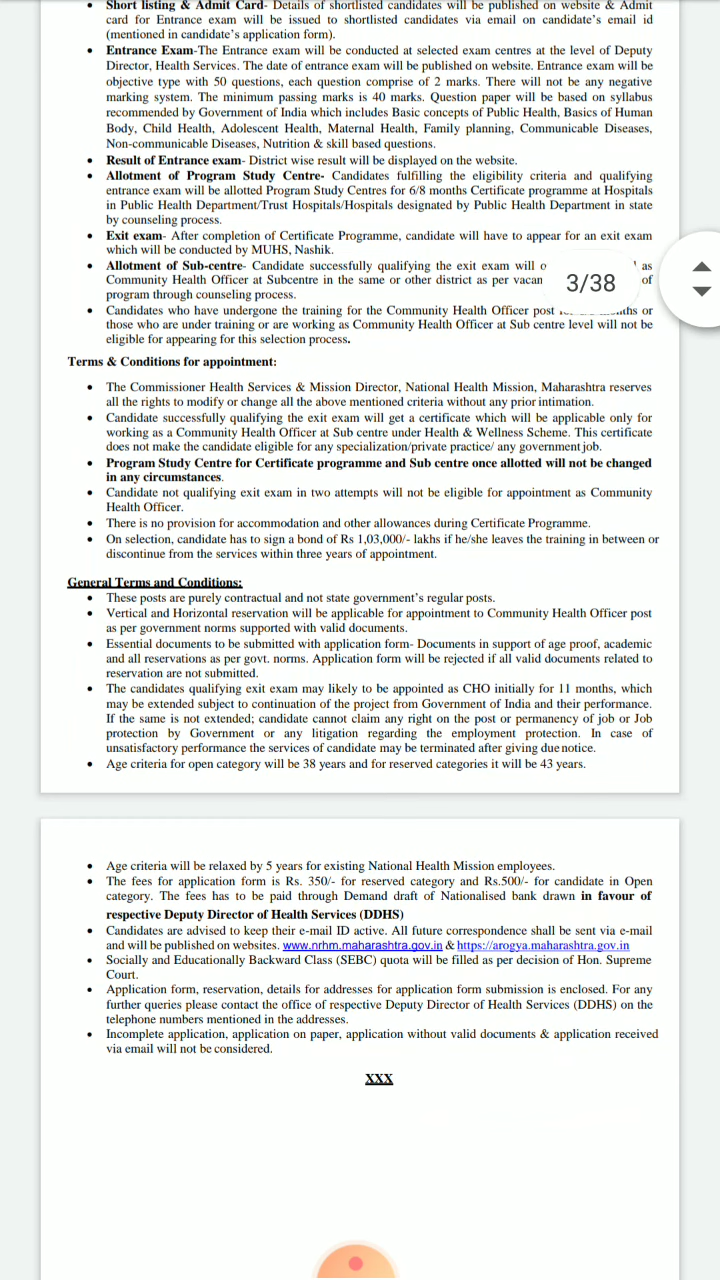 • Short listing & Admit Card- Details of shortlisted candidates will be published on website & Admit
card for Entrance exam will be issued to shortlisted candidates via email on candidate's email id
(mentioned in candidate's application form).
• Entrance Exam-The Entrance exam will be conducted at selected exam centres at the level of Deputy
Director, Health Services. The date of entrance exam will be published on website. Entrance exam will be
objective type with 50 questions, each question comprise of 2 marks. There will not be any negative
marking system. The minimum passing marks is 40 marks. Question paper will be based on syllabus
recommended by Government of India which includes Basic concepts of Public Health, Basics of Human
Body, Child Health, Adolescent Health, Maternal Health, Family planning, Communicable Diseases,
Non-communicable Diseases, Nutrition & skill based questions.
• Result of Entrance exam- District wise result will be displayed on the website.
• Allotment of Program Study Centre- Candidates fulfilling the eligibility criteria and qualifying
entrance exam will be allotted Program Study Centres for 6/8 months Certificate programme at Hospitals
in Public Health Department/Trust Hospitals/Hospitals designated by Public Health Department in state
by counseling process.
• Exit exam- After completion of Certificate Programme, candidate will have to appear for an exit exam
which will be conducted by MUHS, Nashik.
• Allotment of Sub-centre- Candidate successfully qualifying the exit exam will as
Community Health Officer at Subcentre in the same or other district as per of
3/38
program through counseling process.
• Candidates who have undergone the training for the Community Health Officer post or
those who are under training or are working as Community Health Officer at Sub centre level will not be
eligible for appearing for this selection process.
Terms & Conditions for appointment:
• The Commissioner Health Services & Mission Director, National Health Mission, Maharashtra reserves
all the rights to modify or change all the above mentioned criteria without any prior intimation.
• Candidate successfully qualifying the exit exam will get a certificate which will be applicable only for
working as a Community Health Officer at Sub centre under Health & Wellness Scheme. This certificate
does not make the candidate eligible for any specialization/private practice/ any government job.
• Program Study Centre for Certificate programme and Sub centre once allotted will not be changed
in any circumstances.
• Candidate not qualifying exit exam in two attempts will not be eligible for appointment as Community
Health Officer.
• There is no provision for accommodation and other allowances during Certificate Programme.
• On selection, candidate has to sign a bond of Rs 1,03,000/- lakhs if he/she leaves the training in between or
discontinue from the services within three years of appointment.
General Terms and Conditions:
• These posts are purely contractual and not state government's regular posts.
• Vertical and Horizontal reservation will be applicable for appointment to Community Health Officer post
as per government norms supported with valid documents.
• Essential documents to be submitted with application form- Documents in support of age proof, academic
and all reservations as per govt. norms. Application form will be rejected if all valid documents related to
reservation are not submitted.
• The candidates qualifying exit exam may likely to be appointed as CHO initially for 11 months, which
may be extended subject to continuation of the project from Government of India and their performance.
If the same is not extended; candidate cannot claim any right on the post or permanency of job or Job
protection by Government or any litigation regarding the employment protection. In case of
unsatisfactory performance the services of candidate may be terminated after giving due notice.
• Age criteria for open category will be 38 years and for reserved categories it will be 43 years.
• Age criteria will be relaxed by 5 years for existing National Health Mission employees.
• The fees for application form is Rs. 350/- for reserved category and Rs.500/- for candidate in Open
category. The fees has to be paid through Demand draft of Nationalised bank drawn in favour of
respective Deputy Director of Health Services (DDHS)
• Candidates are advised to keep their e-mail ID active. All future correspondence shall be sent via e-mail
and will be published on websites. www.nrhm.maharashtra.gov.in & https://arogya.maharashtra.gov.in
• Socially and Educationally Backward Class (SEBC) quota will be filled as per decision of Hon. Supreme
Court.
• Application form, reservation, details for addresses for application form submission is enclosed. For any
further queries please contact the office of respective Deputy Director of Health Services (DDHS) on the
telephone numbers mentioned in the addresses.
• Incomplete application, application on paper, application without valid documents & application received
via email will not be considered.
XXX